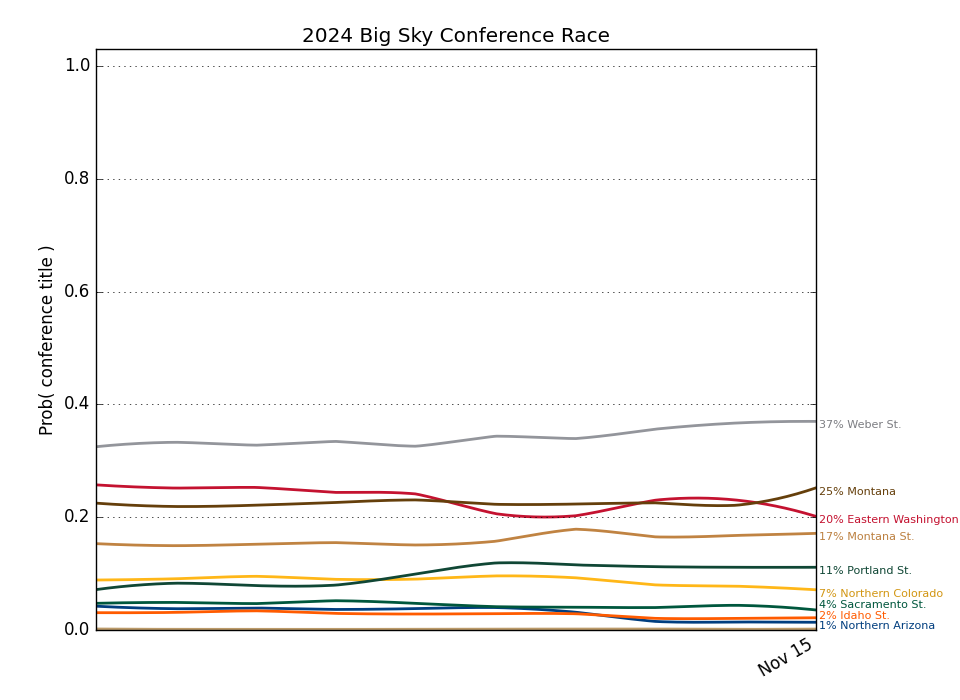 2024 Big Sky Conference Race
Prob( conference title )
1.0
0.8
0.6
0.4
0.2
0.0
37% Weber St.
25% Montana
20% Eastern Washington
17% Montana St.
11% Portland St.
7% Northern Colorado
4% Sacramento St.
2% Idaho St.
1% Northern Arizona
Nov 15